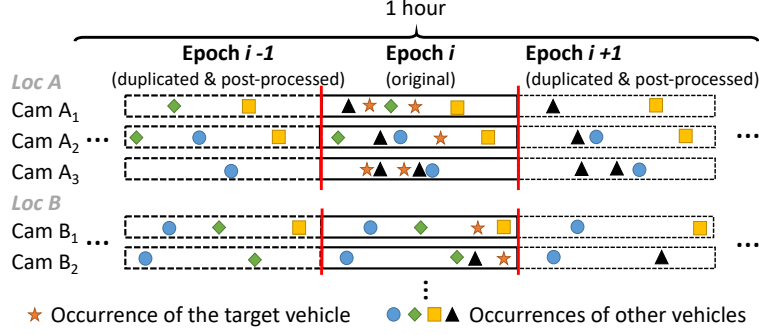 1 hour
Epoch i -1 Epoch i Epoch i +1
Loc A (duplicated & post-processed) (original) (duplicated & post-processed)
Cam A1
Cam A2
Cam A3
Loc B
Cam B1
Cam B2
Occurrence of the target vehicle Occurrences of other vehicles